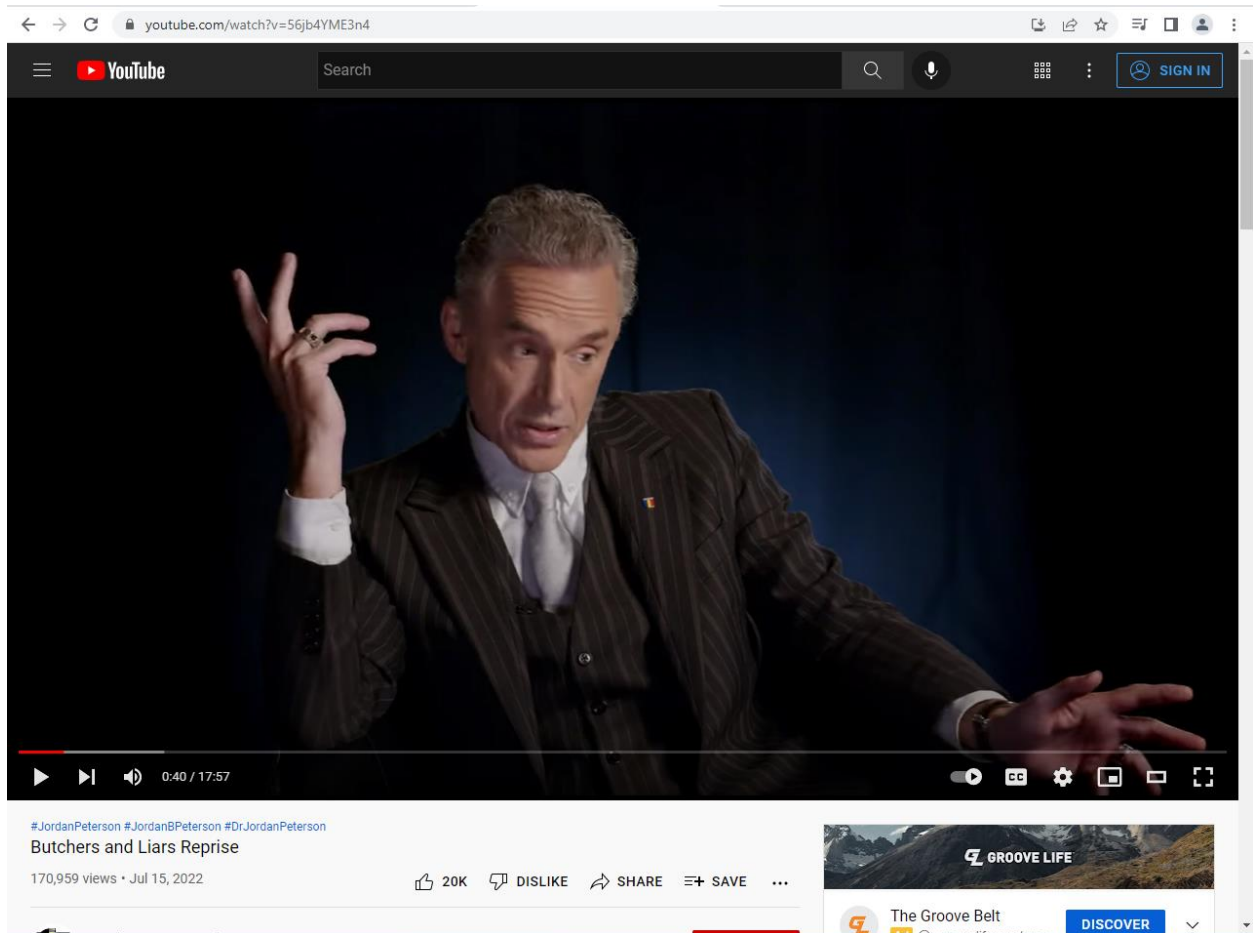 youtube.com/watch?v=56jb4YME3n4
YouTube
Search
SIGN IN
0:40 / 17:57
CC
#JordanPeterson #JordanBPeterson #DrJordanPeterson
Butchers and Liars Reprise
170,959 views • Jul 15, 2022
20K DISLIKE SHARE SAVE
GROOVE LIFE
The Groove Belt
DISCOVER